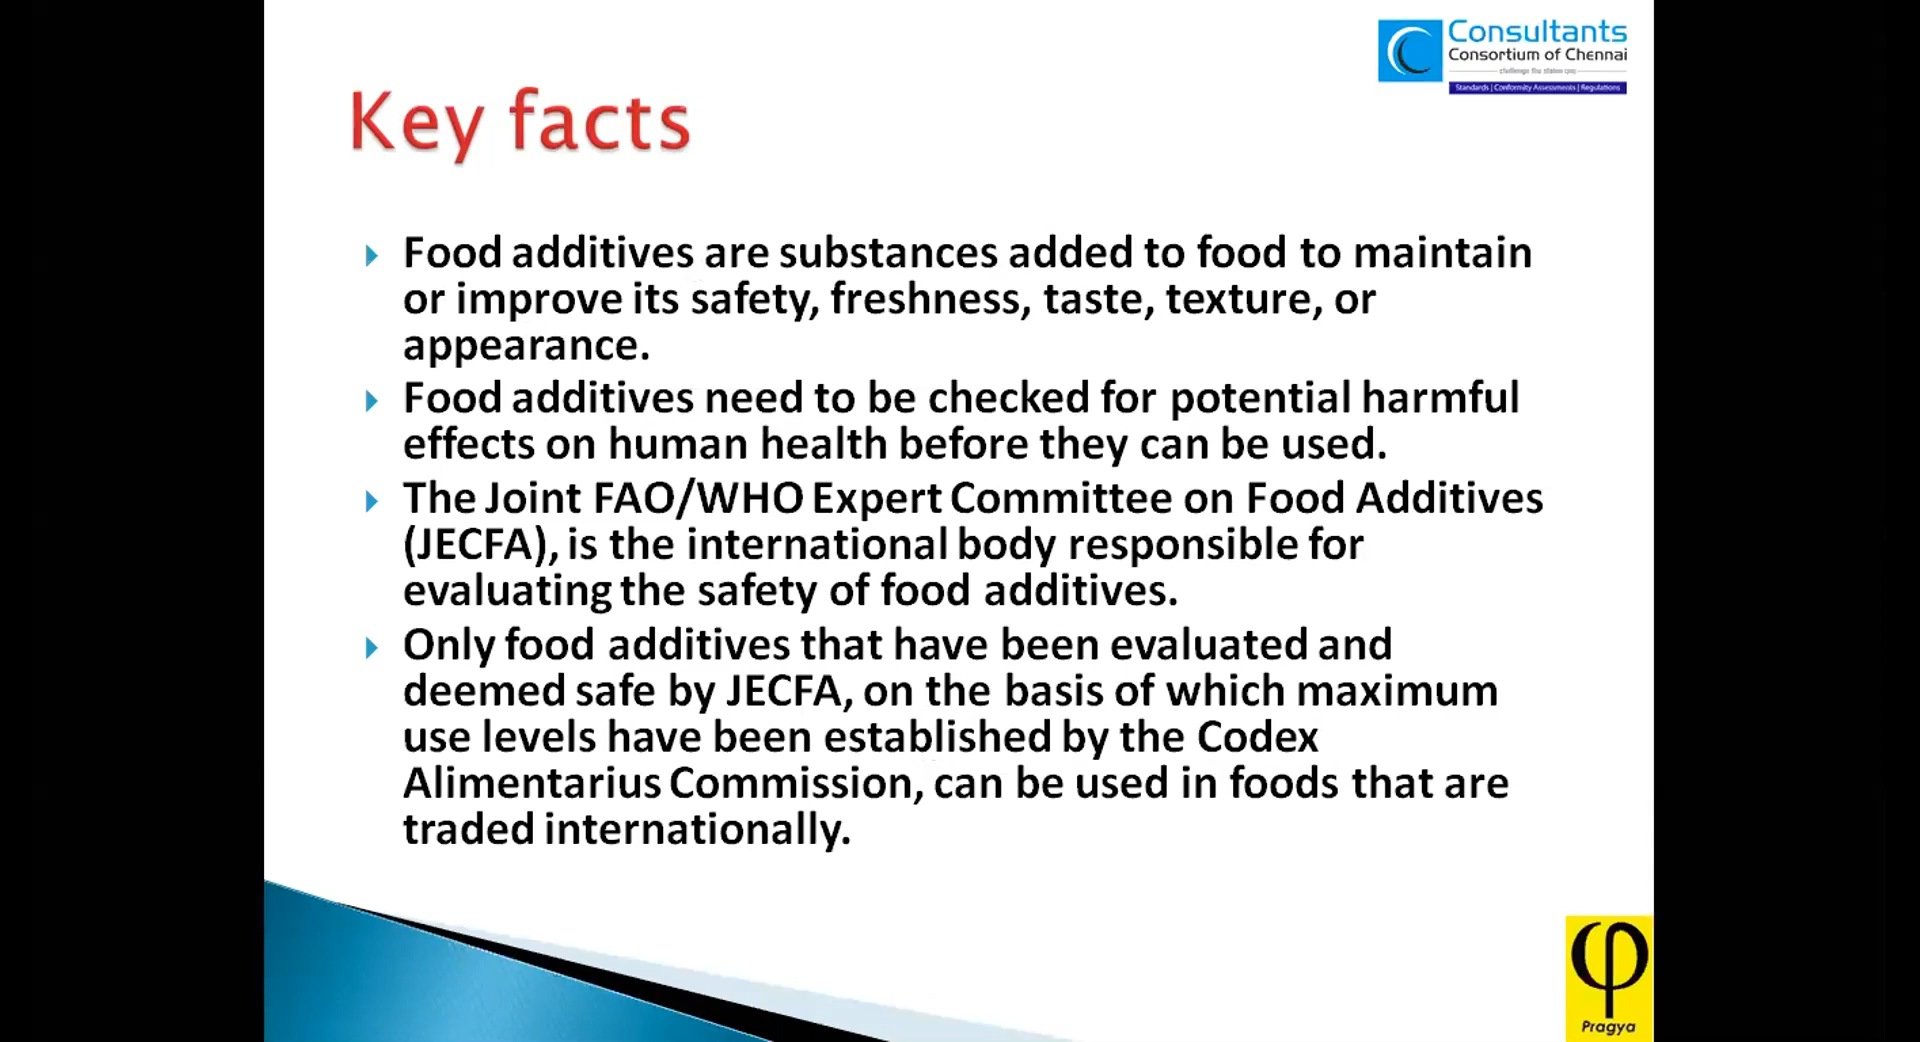 Consultants
Consortium of Chennai
challenge the status quo
Standards | Conformity Assessments | Regulations
Key facts
Food additives are substances added to food to maintain
or improve its safety, freshness, taste, texture, or
appearance.
Food additives need to be checked for potential harmful
effects on human health before they can be used.
The Joint FAO/WHO Expert Committee on Food Additives
(JECFA), is the international body responsible for
evaluating the safety of food additives.
Only food additives that have been evaluated and
deemed safe by JECFA, on the basis of which maximum
use levels have been established by the Codex
Alimentarius Commission, can be used in foods that are
traded internationally.
φ
Pragya